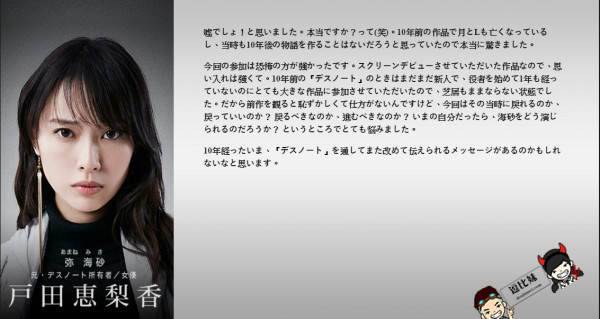 嘘でしょ！と思いました。本当ですか？って(笑)。10年前の作品で月とLも亡くなっている
し、当時も10年後の物語を作ることはないだろうと思っていたので本当に驚きました。
今回の参加は恐怖の方が強かったです。スクリーンデビューさせていただいた作品なので、思
い入れは強くて。10年前の『デスノート』のときはまだまだ新人で、役者を始めて1年も経っ
ていないのにとても大きな作品に参加させていただいたので、芝居もままならない状態でし
た。だから前作を観ると恥ずかしくて仕方がないんですけど、今回はその当時に戻れるのか、
戻っていいのか？ 戻るべきなのか、進むべきなのか？ いまの自分だったら、海砂をどう演じ
られるのだろうか？ というところでとても悩みました。
10年経ったいま、『デスノート』を通してまた改めて伝えられるメッセージがあるのかもしれ
ないなと思います。
あまね みさ
弥 海砂
元・デスノート所有者／女優
戸田恵梨香